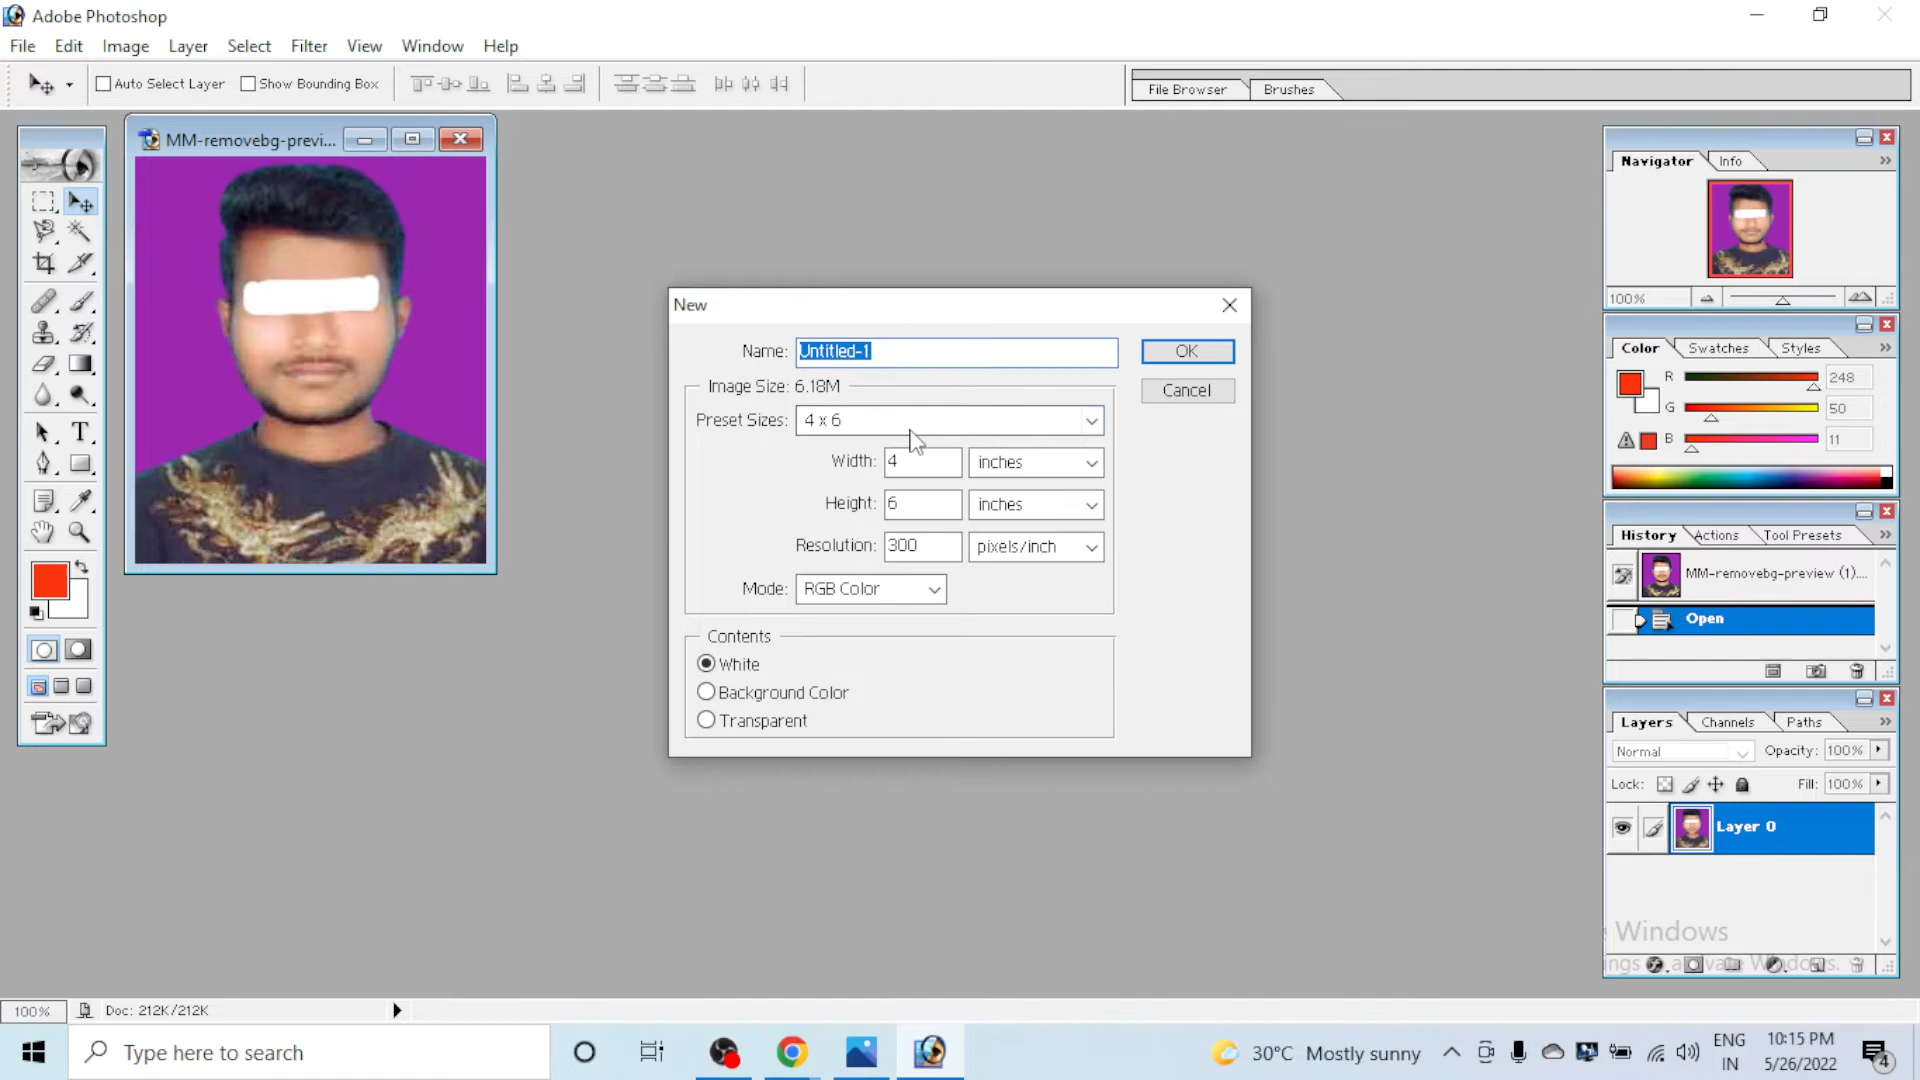 Adobe Photoshop
File Edit Image Layer Select Filter View Window Help
Auto Select Layer Show Bounding Box
File Browser Brushes
MM-removebg-previ...
Navigator Info
100%
New
Name: Untitled-1
OK
Image Size: 6.18M
Cancel
Preset Sizes: 4 x 6
Width: 4 inches
Height: 6 inches
Resolution: 300 pixels/inch
Mode: RGB Color
Contents
White
Background Color
Transparent
Color Swatches Styles
R 248
G 50
B 11
History Actions Tool Presets
MM-removebg-preview (1)....
Open
Layers Channels Paths
Normal Opacity: 100%
Lock: Fill: 100%
Layer 0
Windows
100% Doc: 212K/212K
Type here to search
30°C Mostly sunny
ENG
IN
10:15 PM
5/26/2022
4